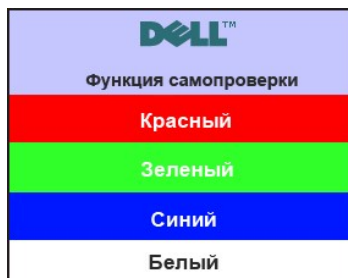 DELL™
Функция самопроверки
Красный
Зеленый
Синий
Белый